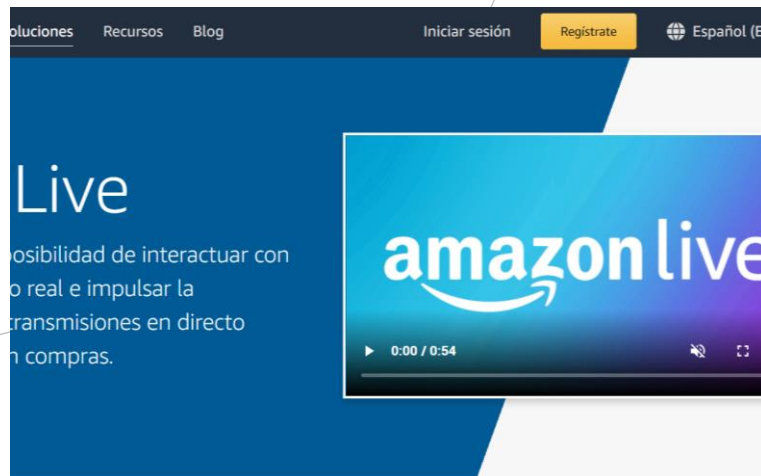 oluciones Recursos Blog Iniciar sesión Regístrate Español (E
Live
osibilidad de interactuar con
o real e impulsar la
transmisiones en directo
n compras.
amazon live
0:00 / 0:54